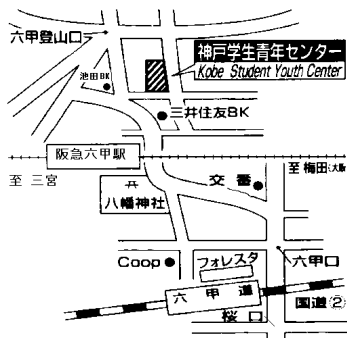 六甲登山口
神戸学生青年センター
Kobe Student Youth Center
池田BK
三井住友BK
阪急六甲駅
至 三宮
至 梅田(大阪)
交番
八幡神社
Coop
フォレスタ
六甲口
六甲道
国道②
桜口